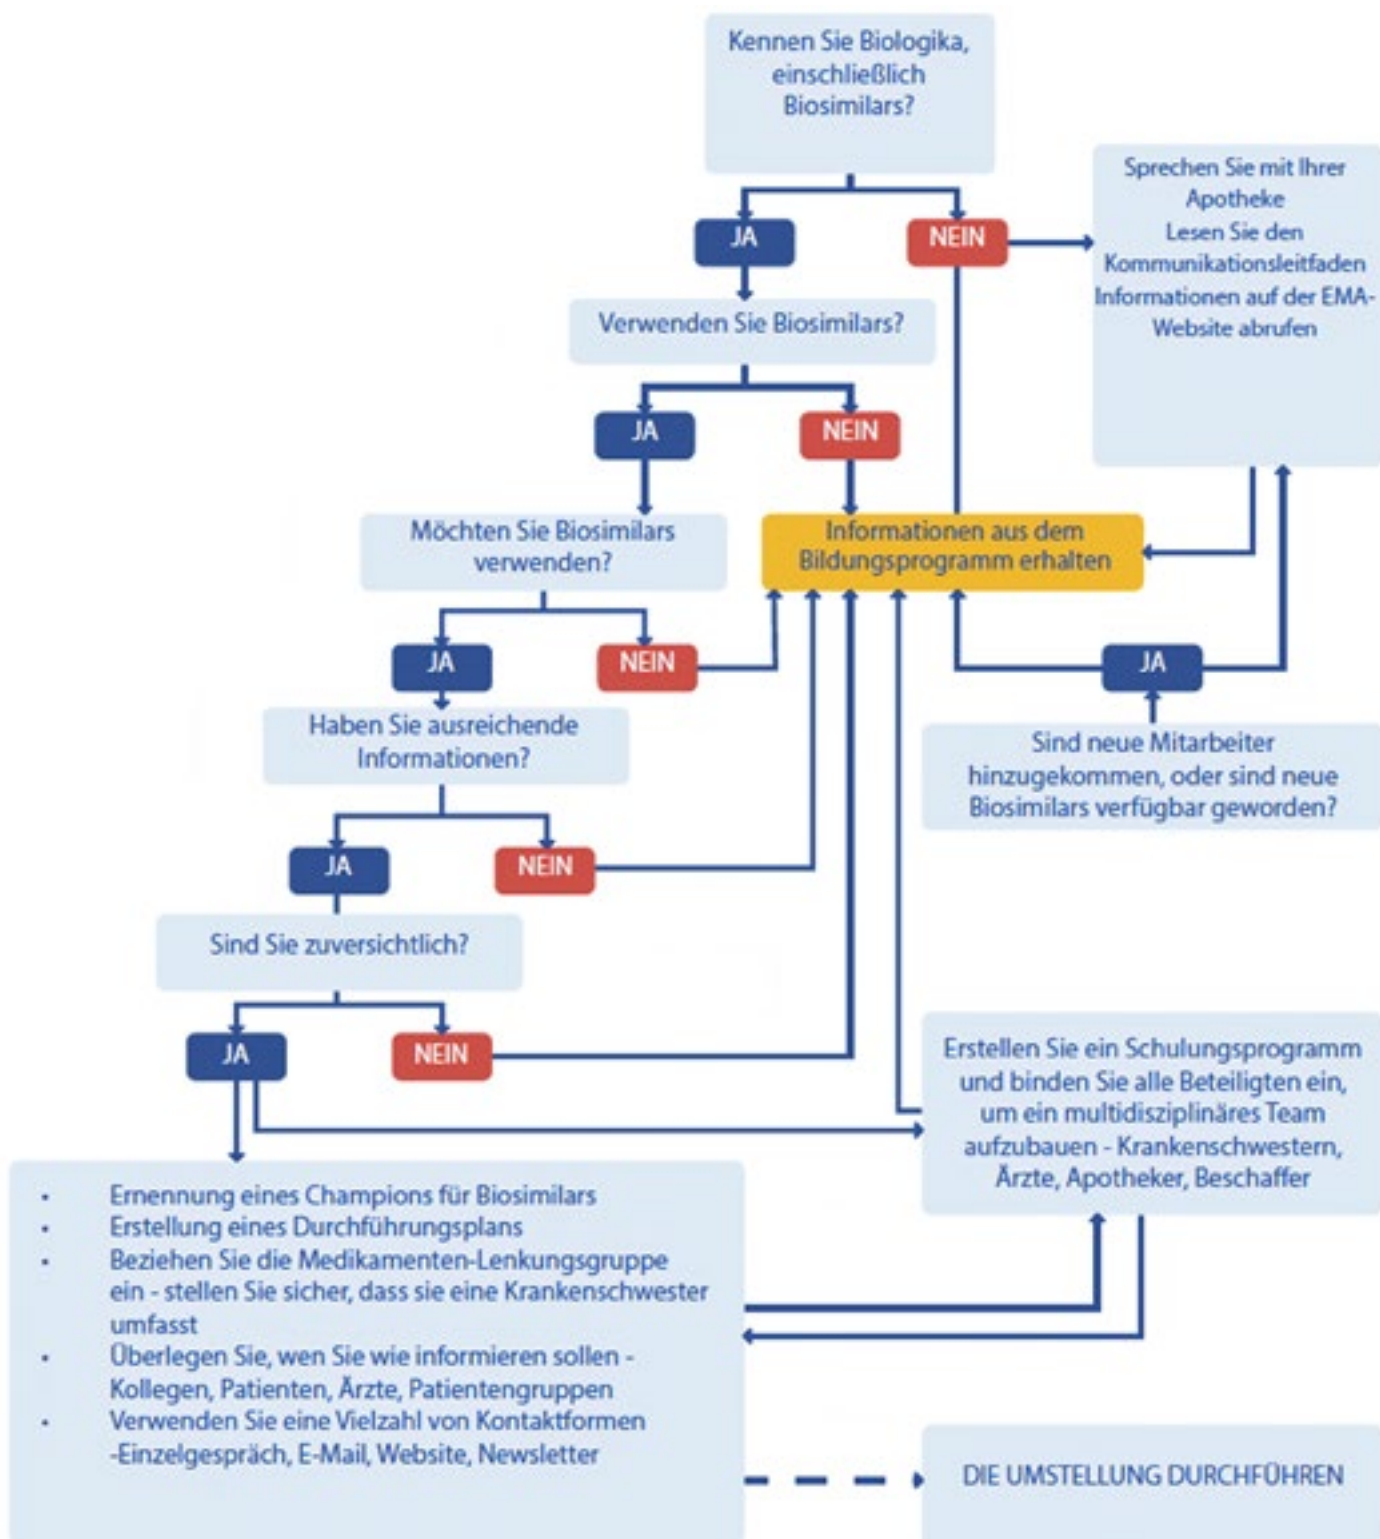 Kennen Sie Biologika,
einschließlich
Biosimilars?
Sprechen Sie mit Ihrer
Apotheke
Lesen Sie den
Kommunikationsleitfaden
Informationen auf der EMA-
Website abrufen
JA
NEIN
Verwenden Sie Biosimilars?
JA
NEIN
Möchten Sie Biosimilars
verwenden?
Informationen aus dem
Bildungsprogramm erhalten
JA
NEIN
JA
Haben Sie ausreichende
Informationen?
Sind neue Mitarbeiter
hinzugekommen, oder sind neue
Biosimilars verfügbar geworden?
JA
NEIN
Sind Sie zuversichtlich?
JA
NEIN
Erstellen Sie ein Schulungsprogramm
und binden Sie alle Beteiligten ein,
um ein multidisziplinäres Team
aufzubauen - Krankenschwestern,
Ärzte, Apotheker, Beschaffer
• Ernennung eines Champions für Biosimilars
• Erstellung eines Durchführungsplans
• Beziehen Sie die Medikamenten-Lenkungsgruppe
ein - stellen Sie sicher, dass sie eine Krankenschwester
umfasst
• Überlegen Sie, wen Sie wie informieren sollen -
Kollegen, Patienten, Ärzte, Patientengruppen
• Verwenden Sie eine Vielzahl von Kontaktformen
-Einzelgespräch, E-Mail, Website, Newsletter
DIE UMSTELLUNG DURCHFÜHREN